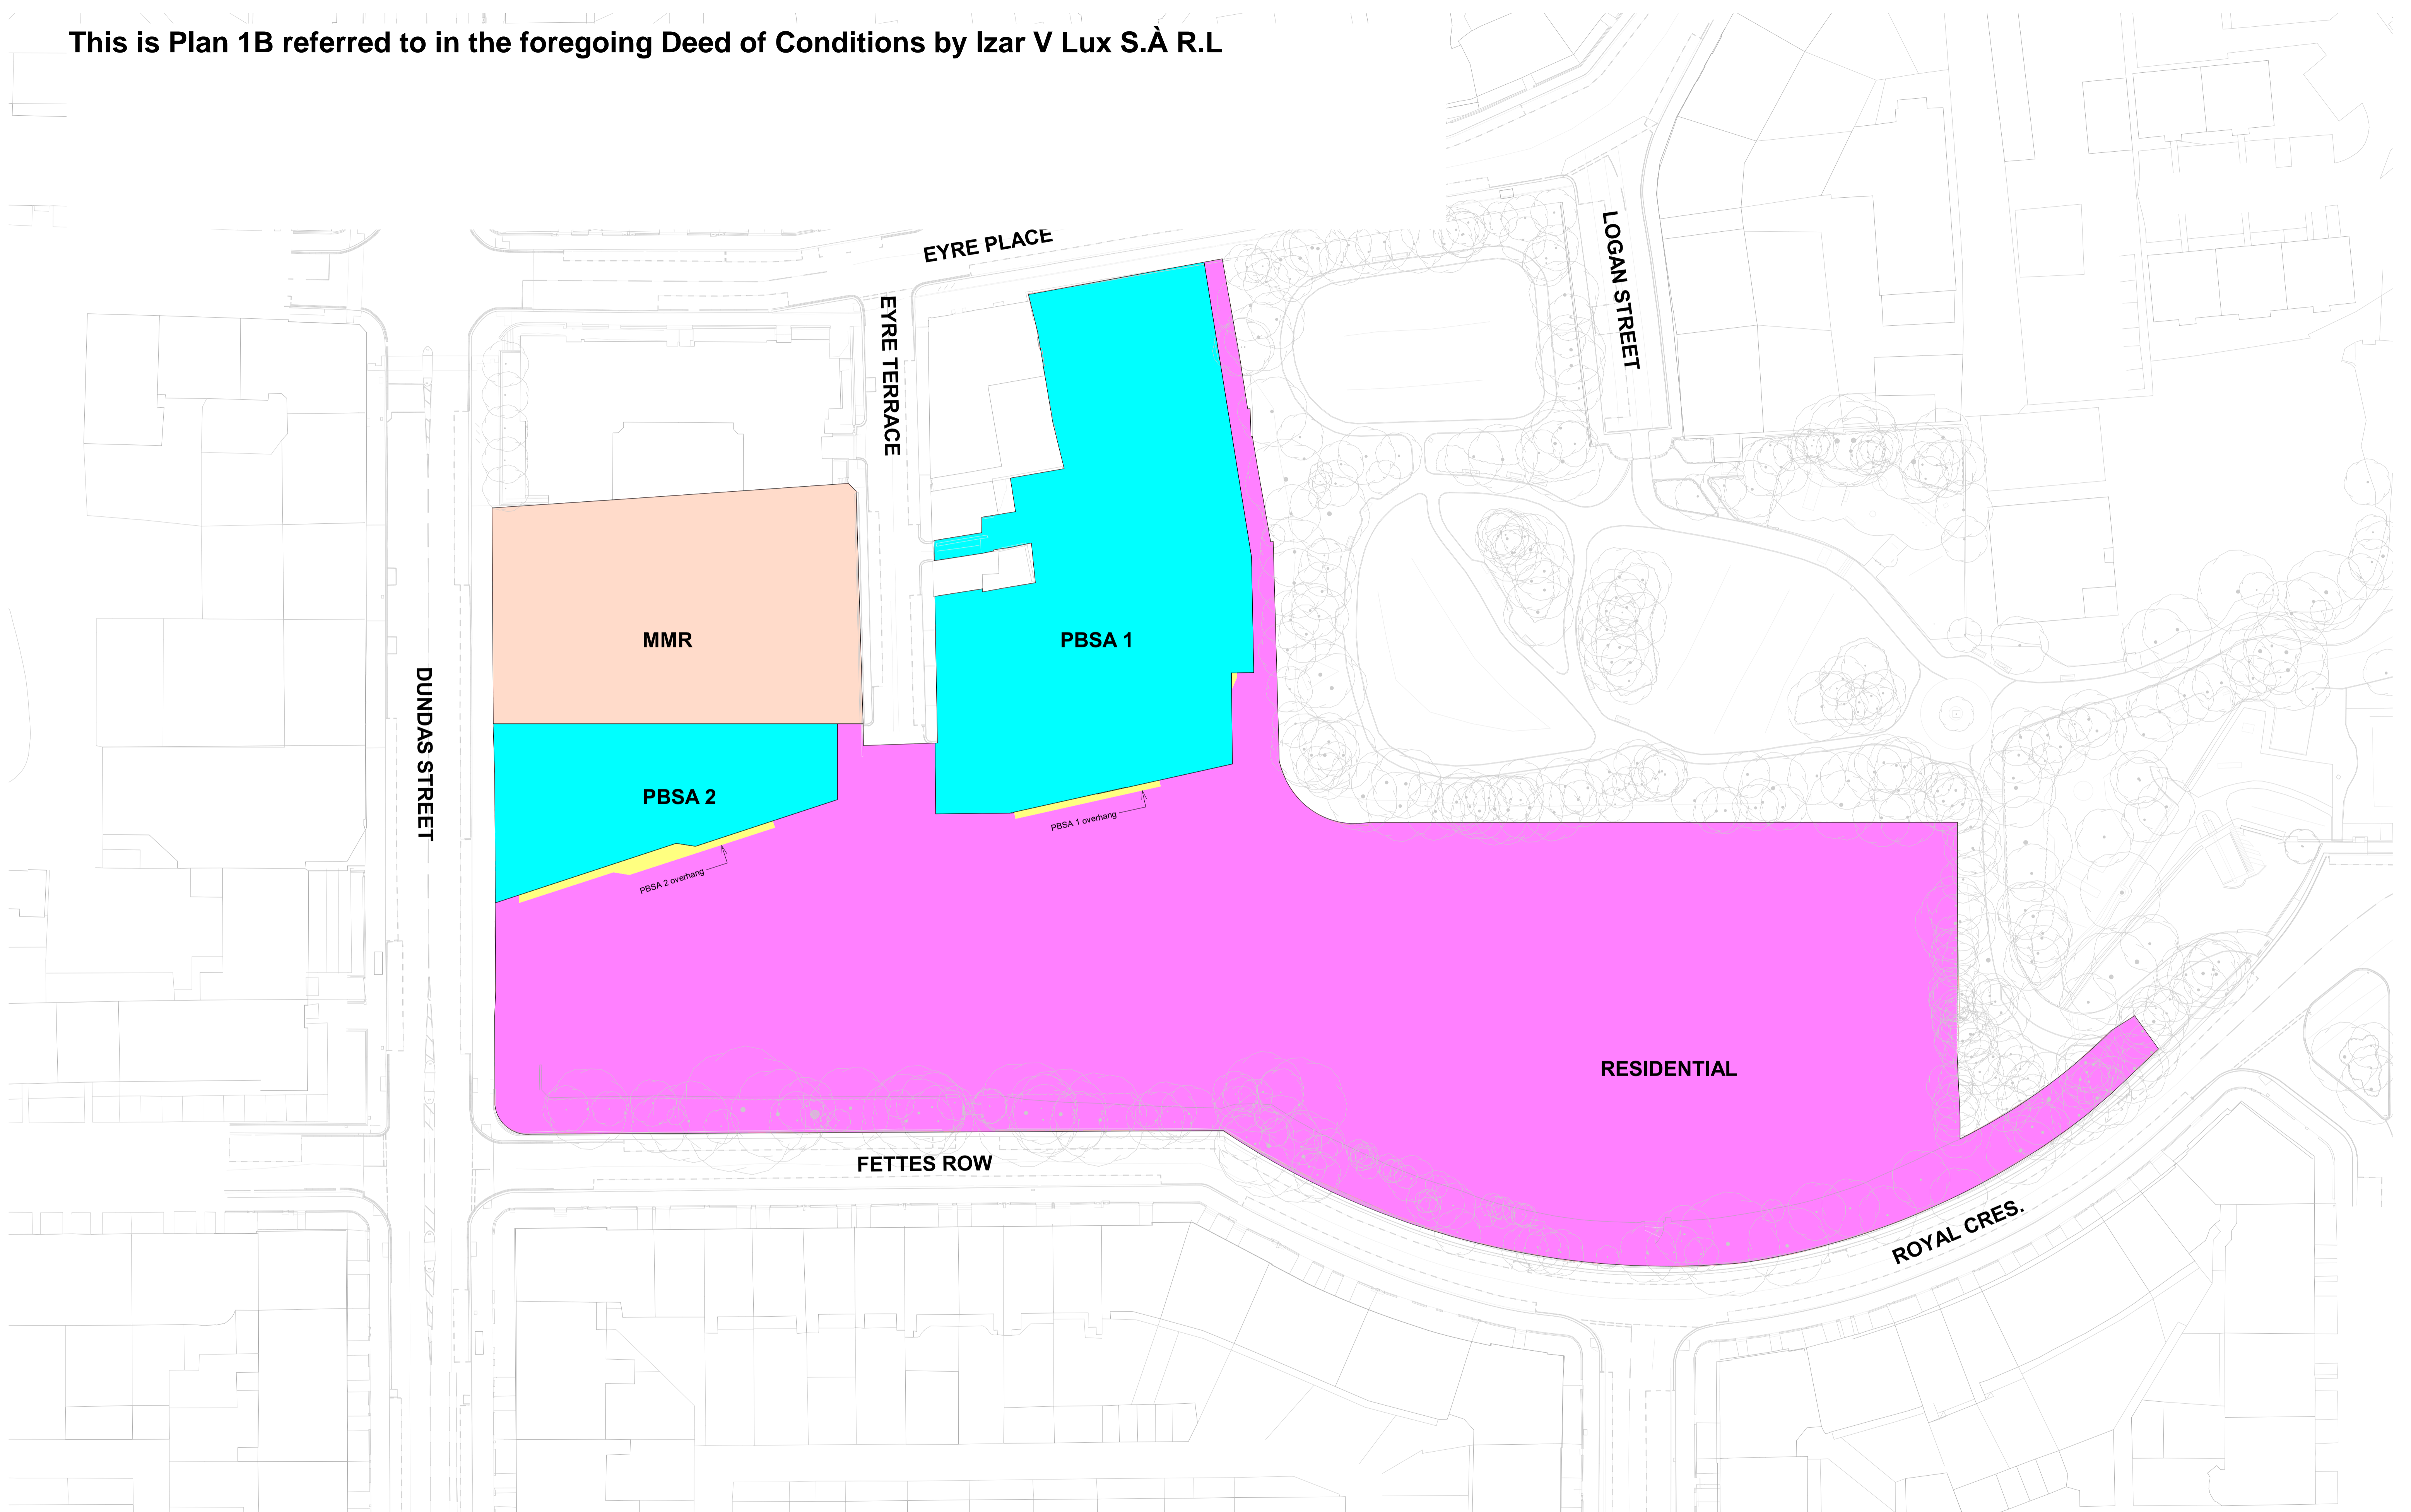 This is Plan 1B referred to in the foregoing Deed of Conditions by Izar V Lux S.À R.L
EYRE PLACE
LOGAN STREET
EYRE TERRACE
MMR
PBSA 1
DUNDAS STREET
PBSA 2
PBSA 1 overhang
PBSA 2 overhang
RESIDENTIAL
FETTES ROW
ROYAL CRES.